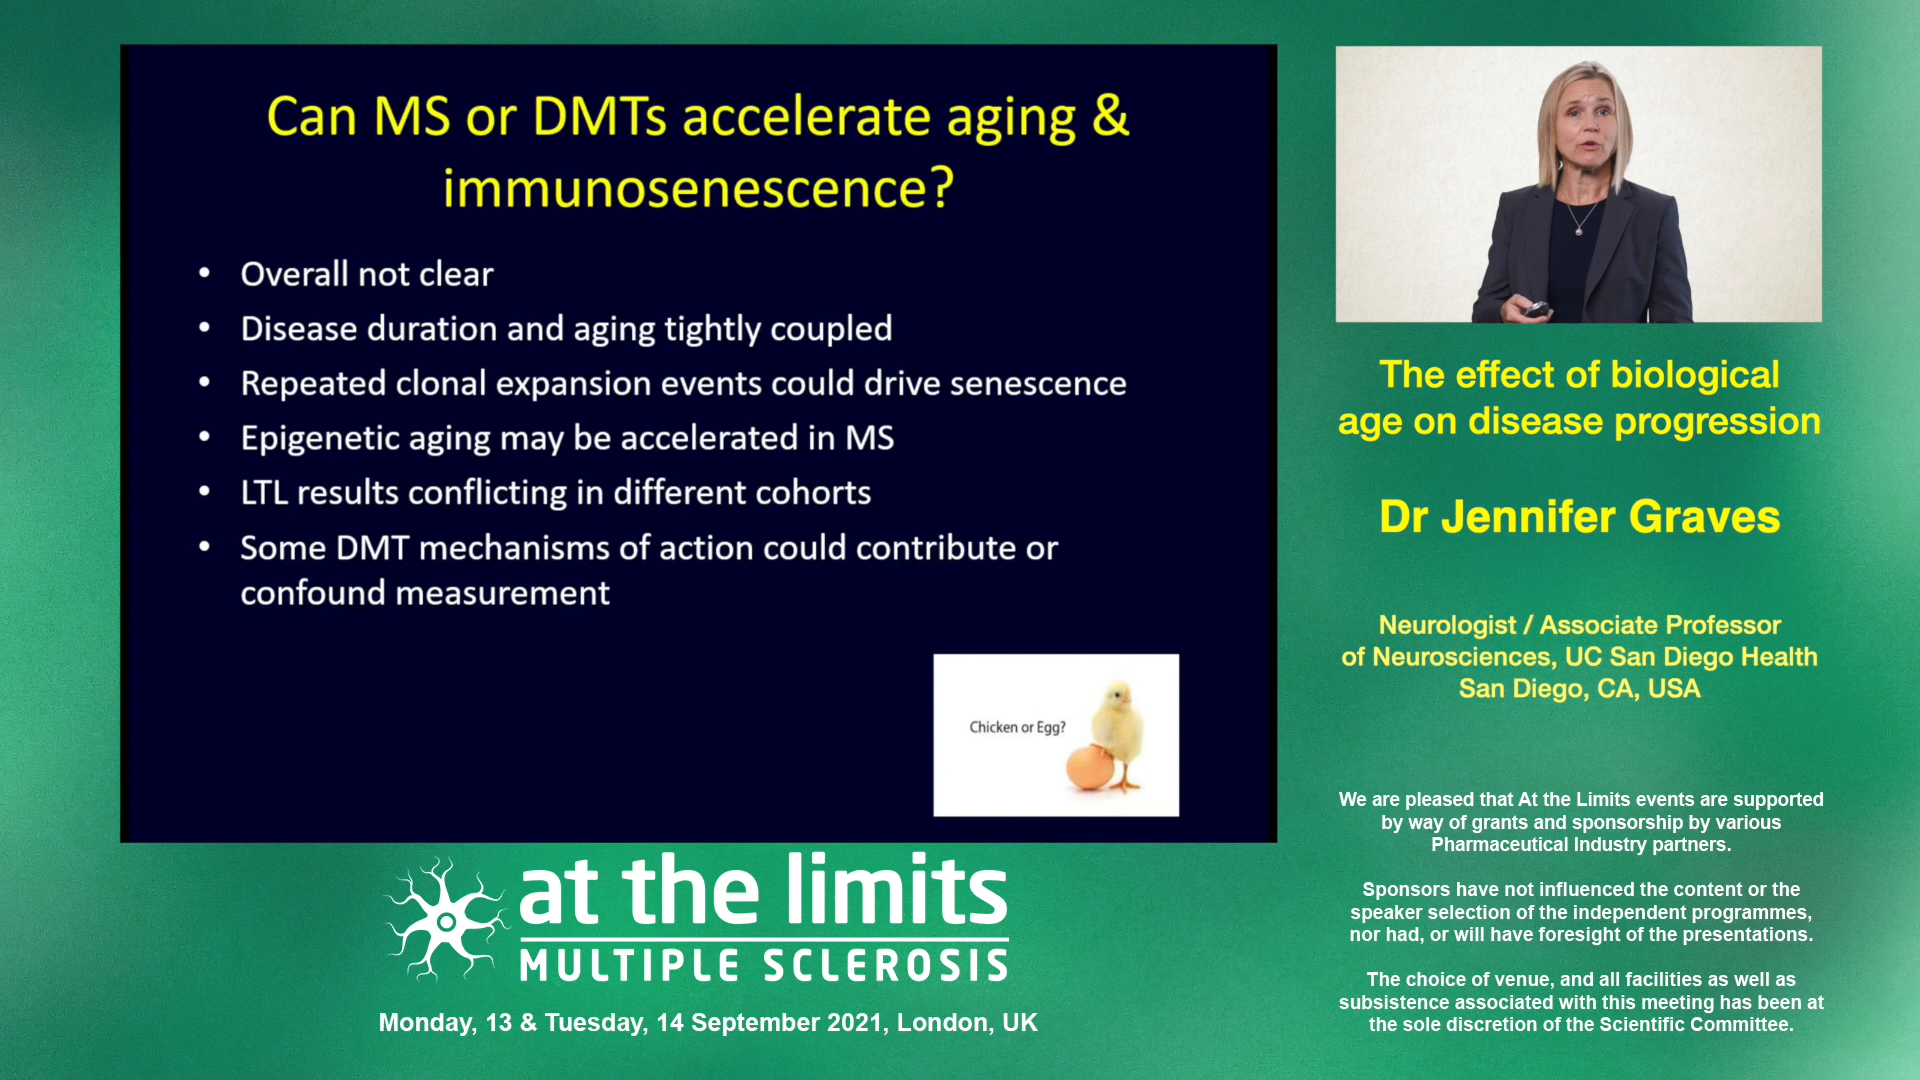 Can MS or DMTs accelerate aging &
immunosenescence?
• Overall not clear
• Disease duration and aging tightly coupled
• Repeated clonal expansion events could drive senescence
• Epigenetic aging may be accelerated in MS
• LTL results conflicting in different cohorts
• Some DMT mechanisms of action could contribute or
confound measurement
Chicken or Egg?
The effect of biological
age on disease progression
Dr Jennifer Graves
Neurologist / Associate Professor
of Neurosciences, UC San Diego Health
San Diego, CA, USA
We are pleased that At the Limits events are supported
by way of grants and sponsorship by various
Pharmaceutical Industry partners.
Sponsors have not influenced the content or the
speaker selection of the independent programmes,
nor had, or will have foresight of the presentations.
The choice of venue, and all facilities as well as
subsistence associated with this meeting has been at
the sole discretion of the Scientific Committee.
at the limits
MULTIPLE SCLEROSIS
Monday, 13 & Tuesday, 14 September 2021, London, UK